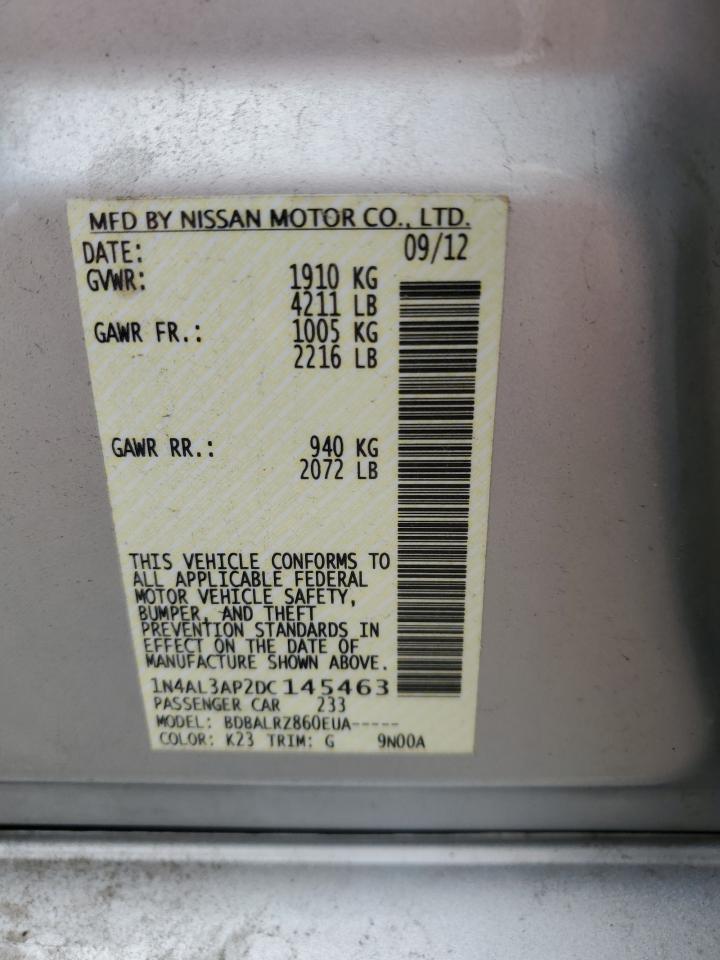 MFD BY NISSAN MOTOR CO., LTD.
DATE: 09/12
GVWR: 1910 KG
4211 LB
GAWR FR.: 1005 KG
2216 LB
GAWR RR.: 940 KG
2072 LB
THIS VEHICLE CONFORMS TO
ALL APPLICABLE FEDERAL
MOTOR VEHICLE SAFETY,
BUMPER, AND THEFT
PREVENTION STANDARDS IN
EFFECT ON THE DATE OF
MANUFACTURE SHOWN ABOVE.
1N4AL3AP2DC145463
PASSENGER CAR 233
MODEL: BDBALRZ860EUA-----
COLOR: K23 TRIM: G 9N00A